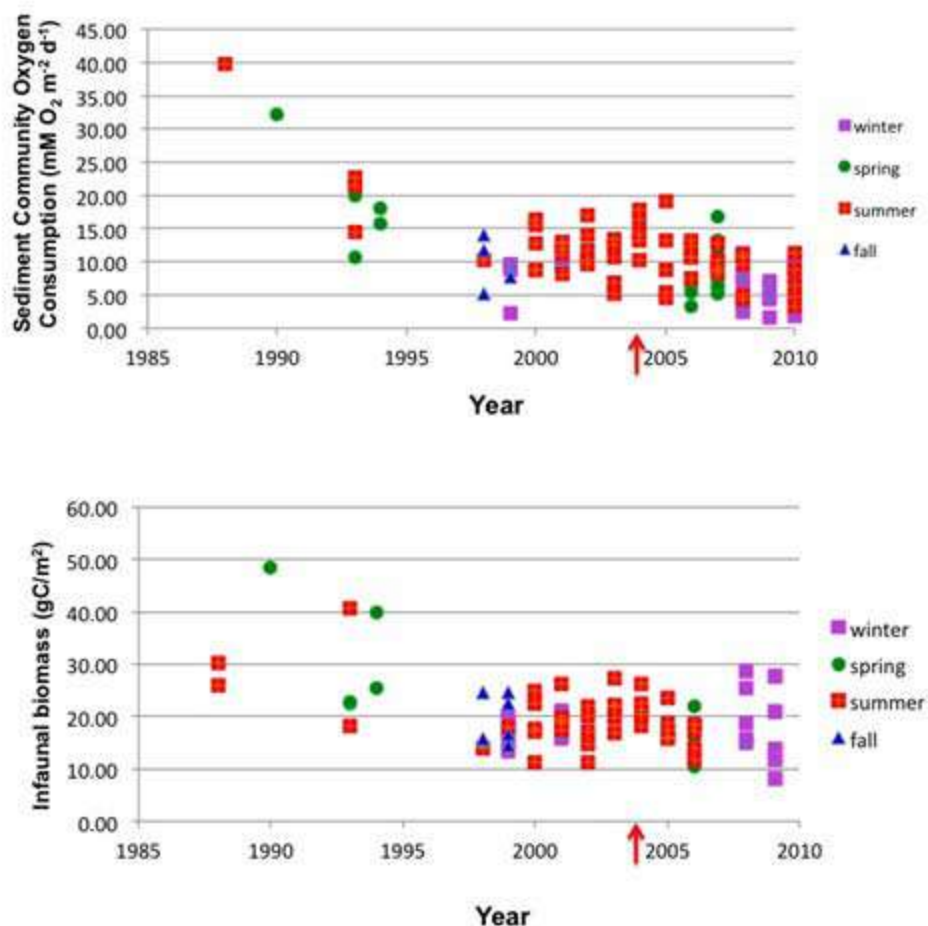 Sediment Community Oxygen
Consumption (mM O₂ m⁻² d⁻¹)
45.00
40.00
35.00
30.00
25.00
20.00
15.00
10.00
5.00
0.00
1985 1990 1995 2000 2005 2010
Year
winter
spring
summer
fall
Infaunal biomass (gC/m²)
60.00
50.00
40.00
30.00
20.00
10.00
0.00
1985 1990 1995 2000 2005 2010
Year
winter
spring
summer
fall